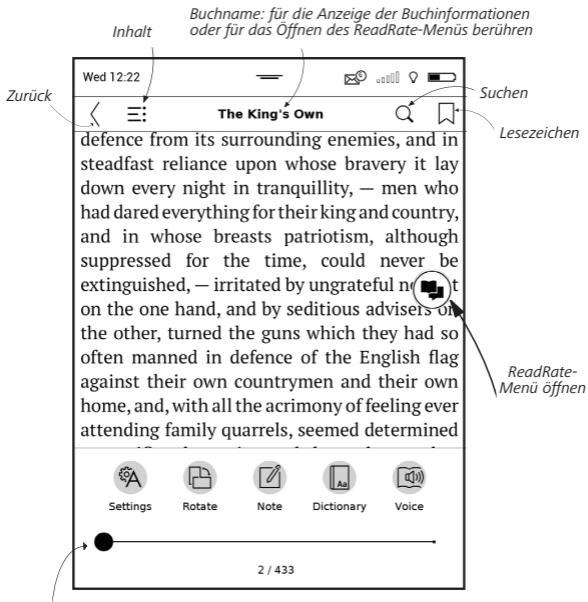 Buchname: für die Anzeige der Buchinformationen
oder für das Öffnen des ReadRate-Menüs berühren
Inhalt
Zurück
Wed 12:22
The King's Own
Suchen
Lesezeichen
defence from its surrounding enemies, and in
steadfast reliance upon whose bravery it lay
down every night in tranquillity, — men who
had dared everything for their king and country,
and in whose breasts patriotism, although
suppressed for the time, could never be
extinguished, — irritated by ungrateful
on the one hand, and by seditious advisers on
the other, turned the guns which they had so
often manned in defence of the English flag
against their own countrymen and their own
home, and, with all the acrimony of feeling ever
attending family quarrels, seemed determined
ReadRate-
Menü öffnen
Aa
Settings Rotate Note Dictionary Voice
2 / 433